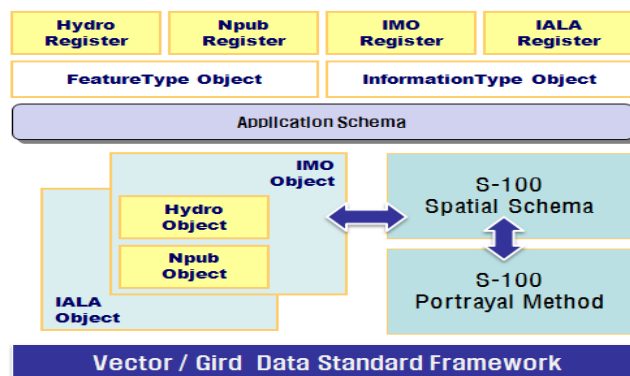 Hydro
Register
Npub
Register
IMO
Register
IALA
Register
FeatureType Object
InformationType Object
Application Schema
IMO
Object
Hydro
Object
Npub
Object
IALA
Object
S-100
Spatial Schema
S-100
Portrayal Method
Vector / Gird Data Standard Framework